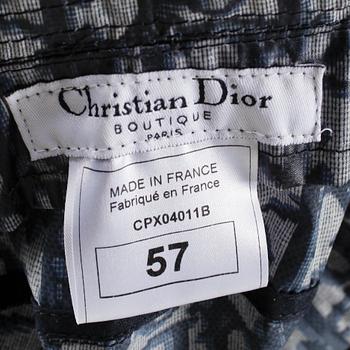 Christian Dior
BOUTIQUE
PARIS
MADE IN FRANCE
Fabriqué en France
CPX04011B
57